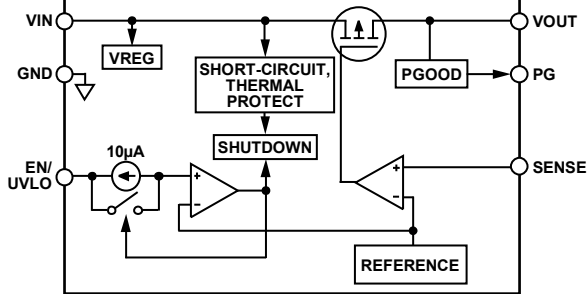 VIN
VOUT
VREG
GND
SHORT-CIRCUIT,
THERMAL
PROTECT
PGOOD
PG
10µA
SHUTDOWN
EN/
UVLO
+
−
+
−
SENSE
REFERENCE